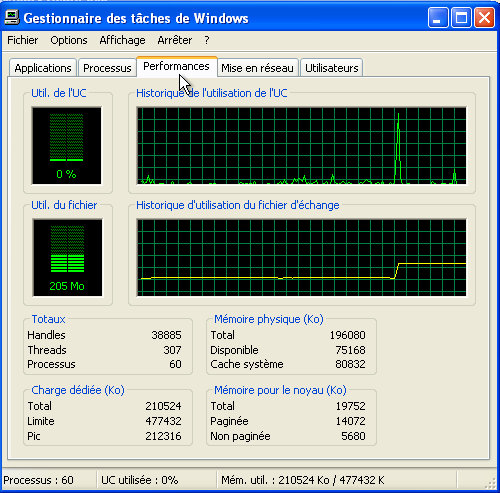 Gestionnaire des tâches de Windows
Fichier Options Affichage Arrêter ?
Applications Processus Performances Mise en réseau Utilisateurs
Util. de l'UC Historique de l'utilisation de l'UC
0 %
Util. du fichier Historique d'utilisation du fichier d'échange
205 Mo
Totaux
Handles 38885
Threads 307
Processus 60
Mémoire physique (Ko)
Total 196080
Disponible 75168
Cache système 80832
Charge dédiée (Ko)
Total 210524
Limite 477432
Pic 212316
Mémoire pour le noyau (Ko)
Total 19752
Paginée 14072
Non paginée 5680
Processus : 60 UC utilisée : 0% Mém. util. : 210524 Ko / 477432 K